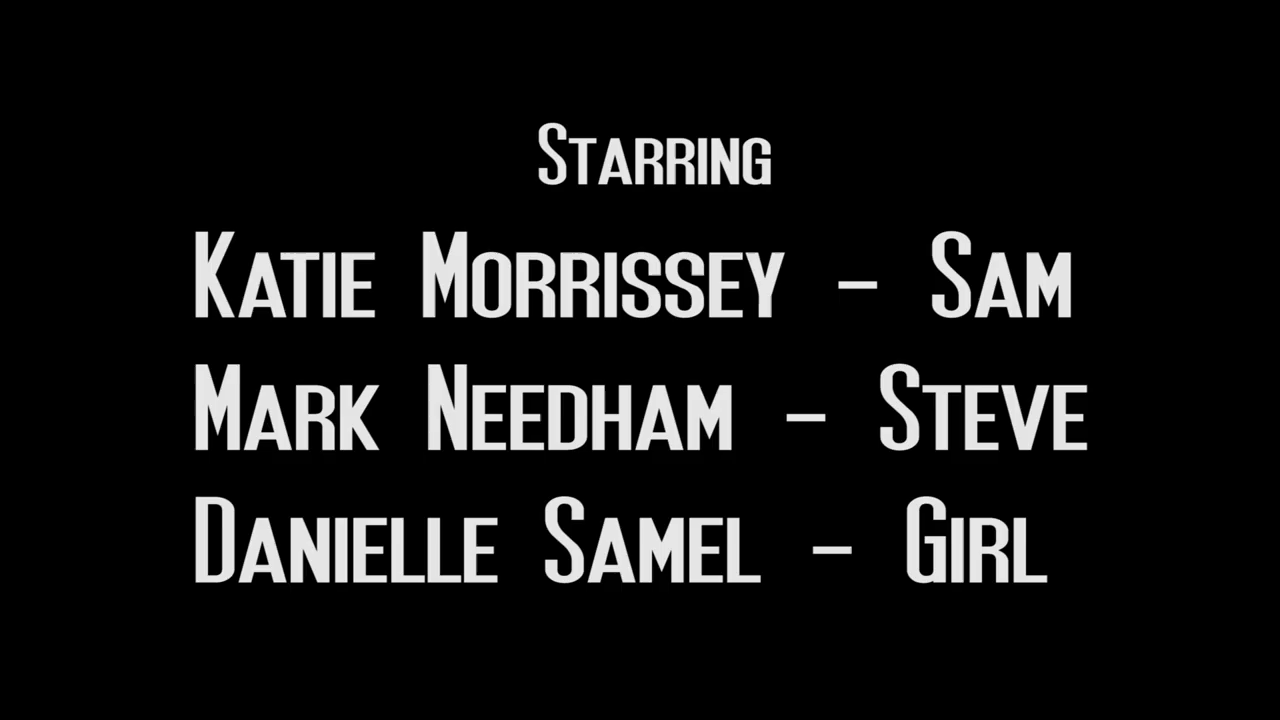 Starring
Katie Morrissey - Sam
Mark Needham - Steve
Danielle Samel - Girl